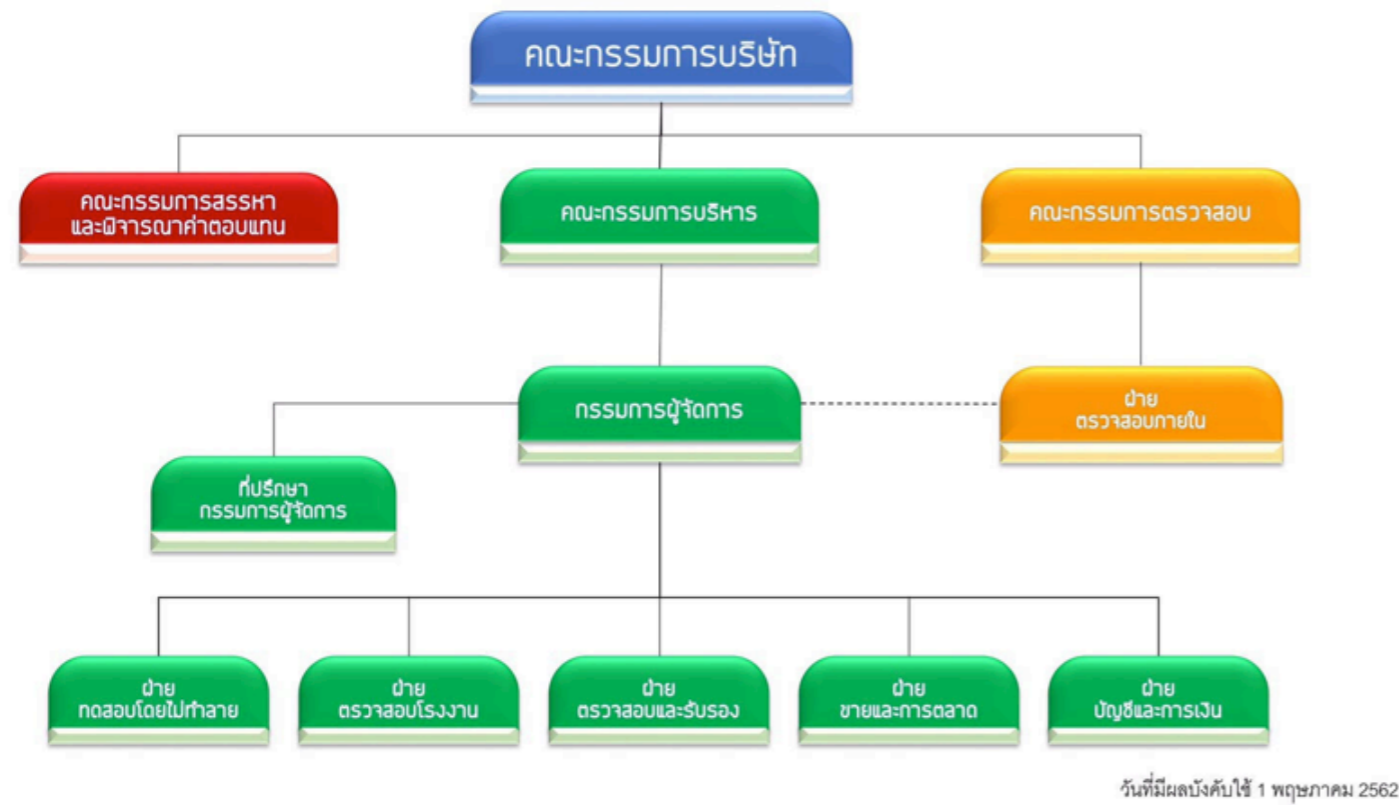 คณะกรรมการบริษัท
คณะกรรมการสรรหา
และพิจารณาค่าตอบแทน
คณะกรรมการบริหาร
คณะกรรมการตรวจสอบ
กรรมการผู้จัดการ
ฝ่าย
ตรวจสอบภายใน
ที่ปรึกษา
กรรมการผู้จัดการ
ฝ่าย
ทดสอบโดยไม่ทำลาย
ฝ่าย
ตรวจสอบโรงงาน
ฝ่าย
ตรวจสอบและรับรอง
ฝ่าย
ขายและการตลาด
ฝ่าย
บัญชีและการเงิน
วันที่มีผลบังคับใช้ 1 พฤษภาคม 2562